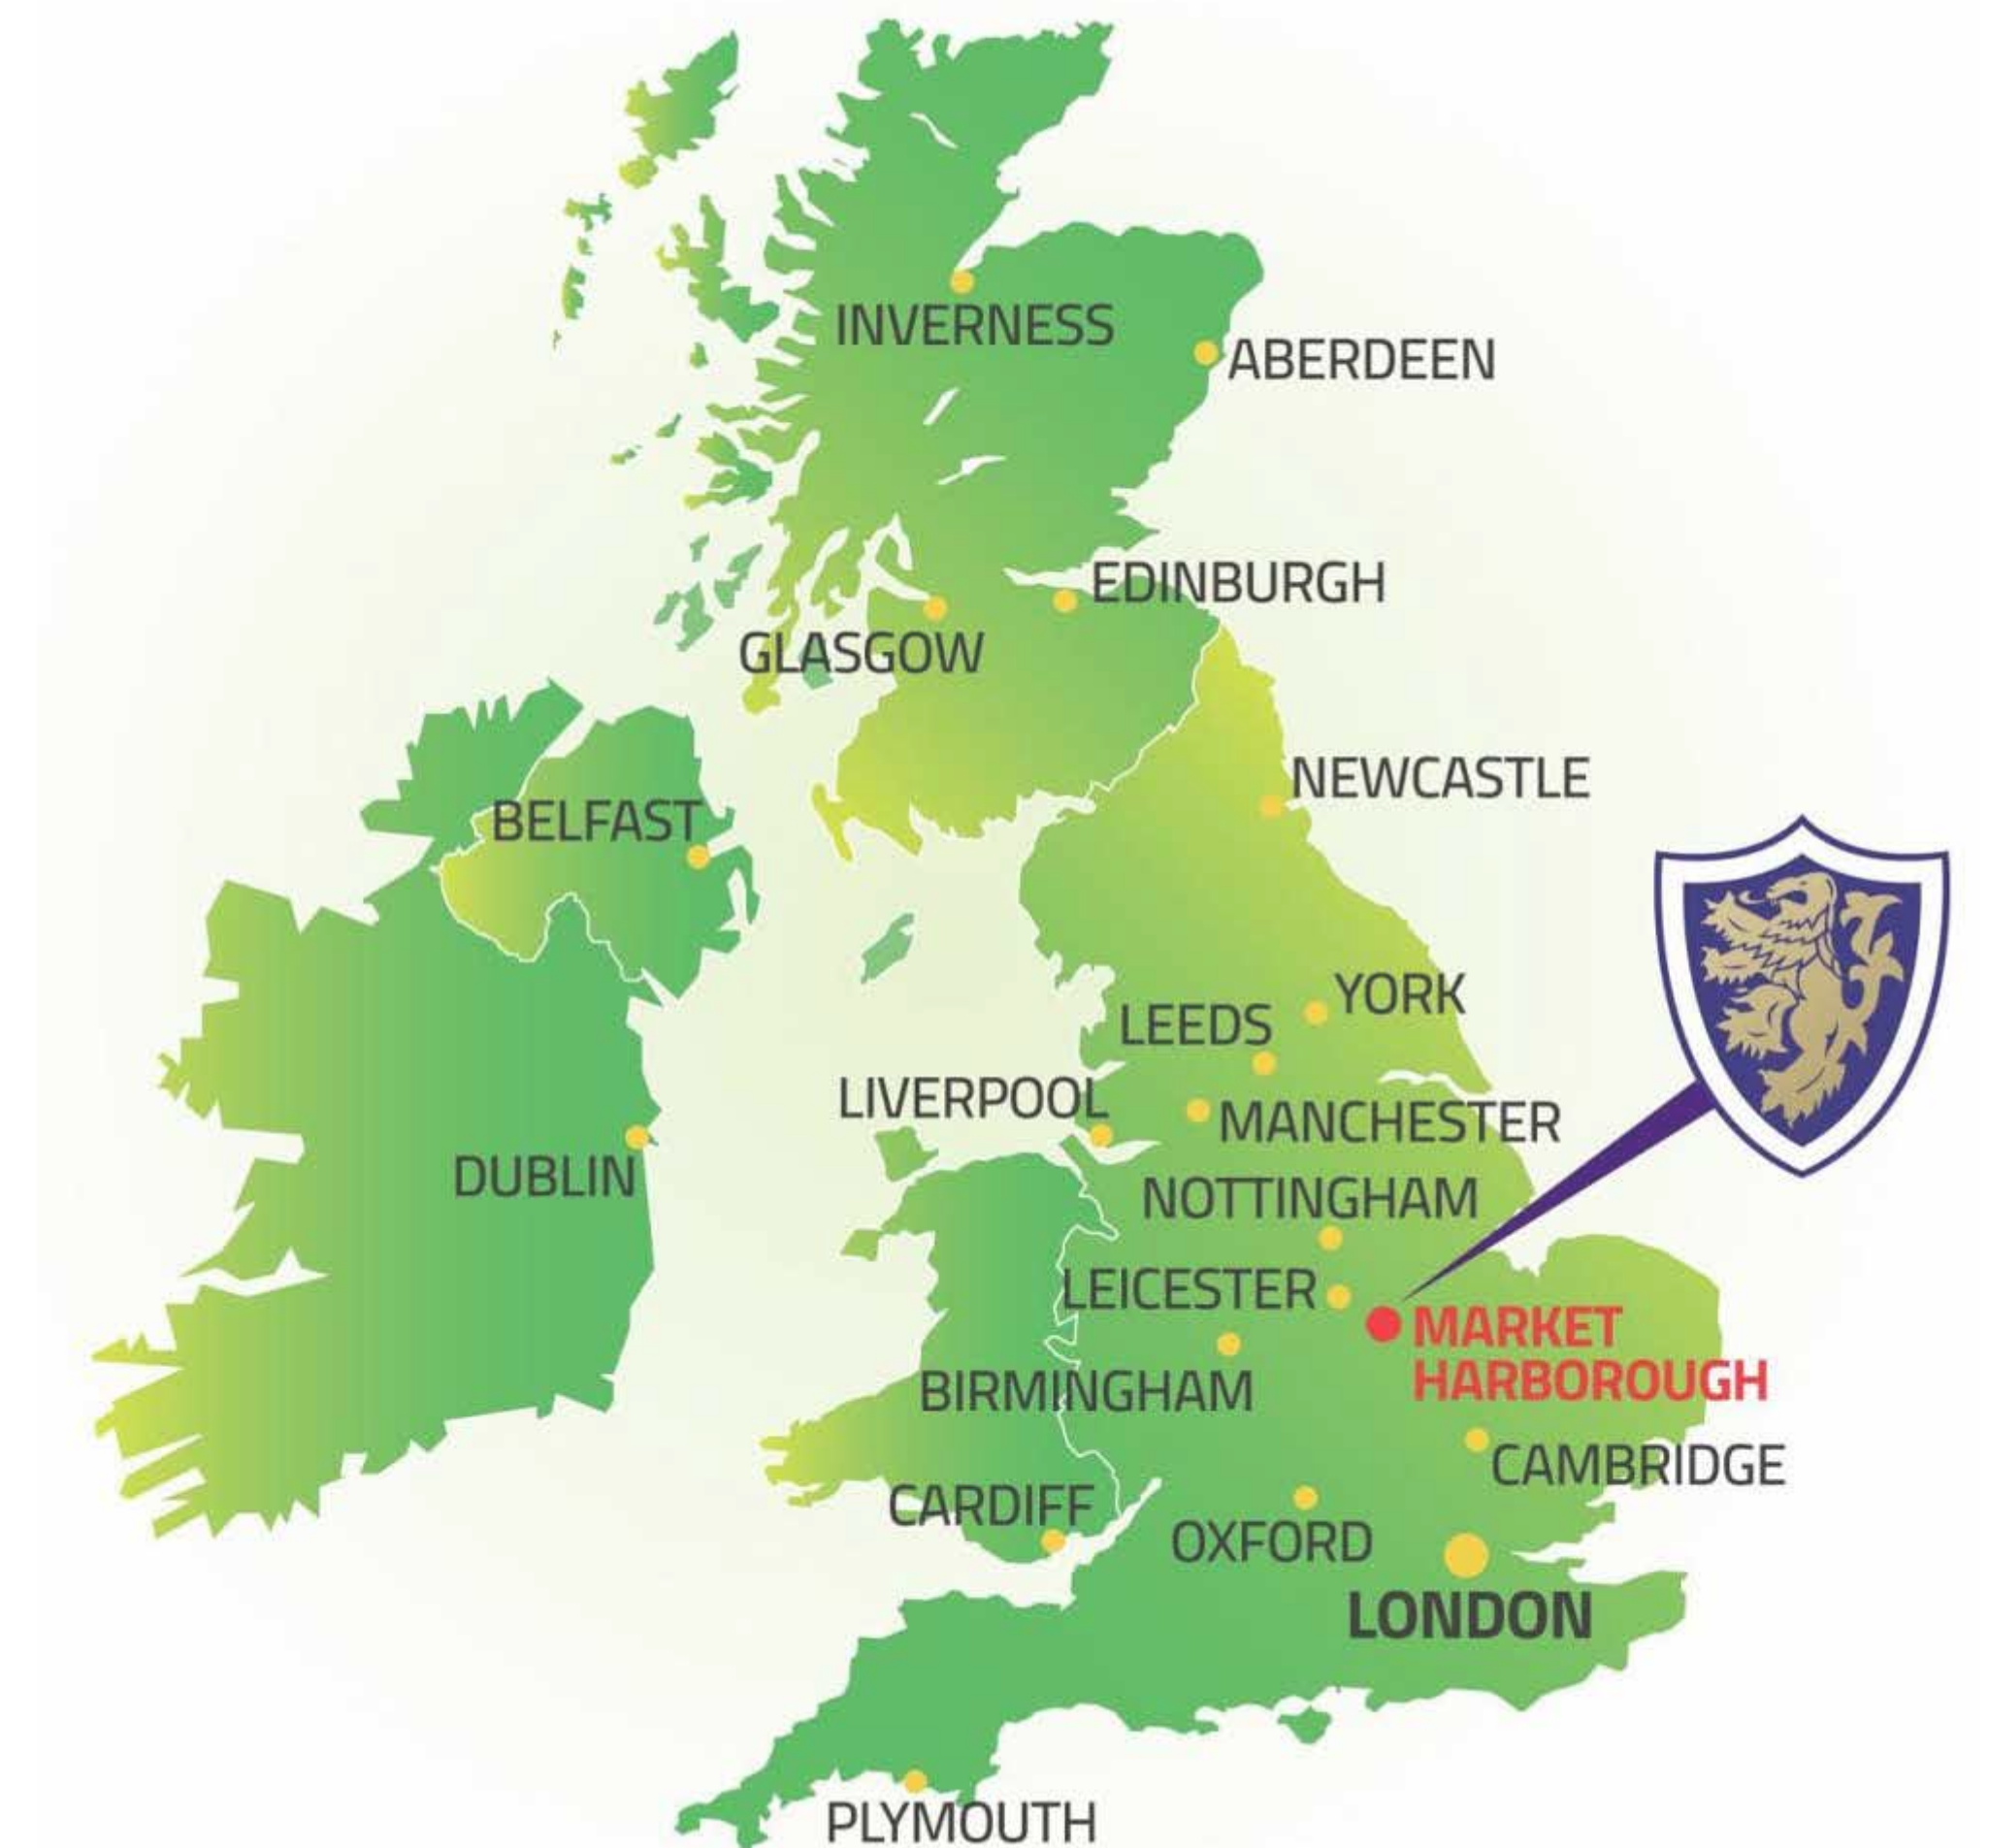 INVERNESS
ABERDEEN
EDINBURGH
GLASGOW
NEWCASTLE
BELFAST
YORK
LEEDS
LIVERPOOL
MANCHESTER
DUBLIN
NOTTINGHAM
LEICESTER
MARKET
HARBOROUGH
BIRMINGHAM
CAMBRIDGE
CARDIFF
OXFORD
LONDON
PLYMOUTH